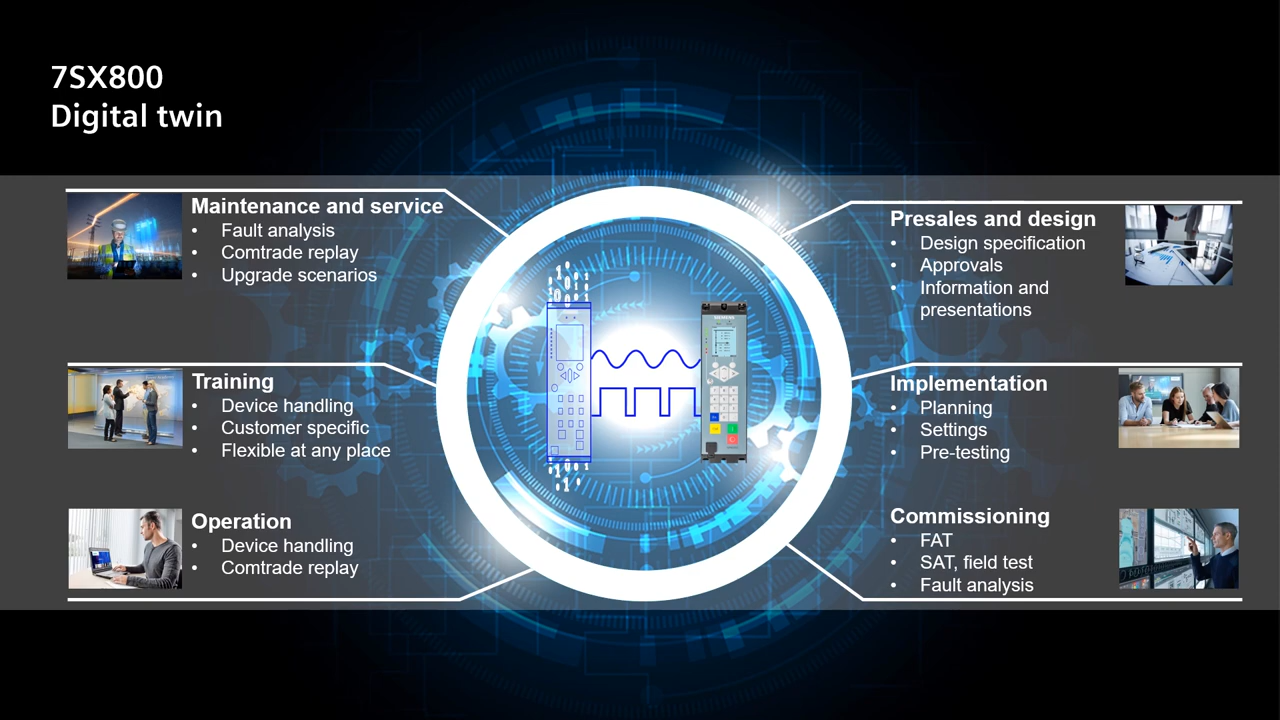 7SX800
Digital twin
Maintenance and service
• Fault analysis
• Comtrade replay
• Upgrade scenarios
Training
• Device handling
• Customer specific
• Flexible at any place
Operation
• Device handling
• Comtrade replay
Presales and design
• Design specification
• Approvals
• Information and
presentations
Implementation
• Planning
• Settings
• Pre-testing
Commissioning
• FAT
• SAT, field test
• Fault analysis
SIEMENS